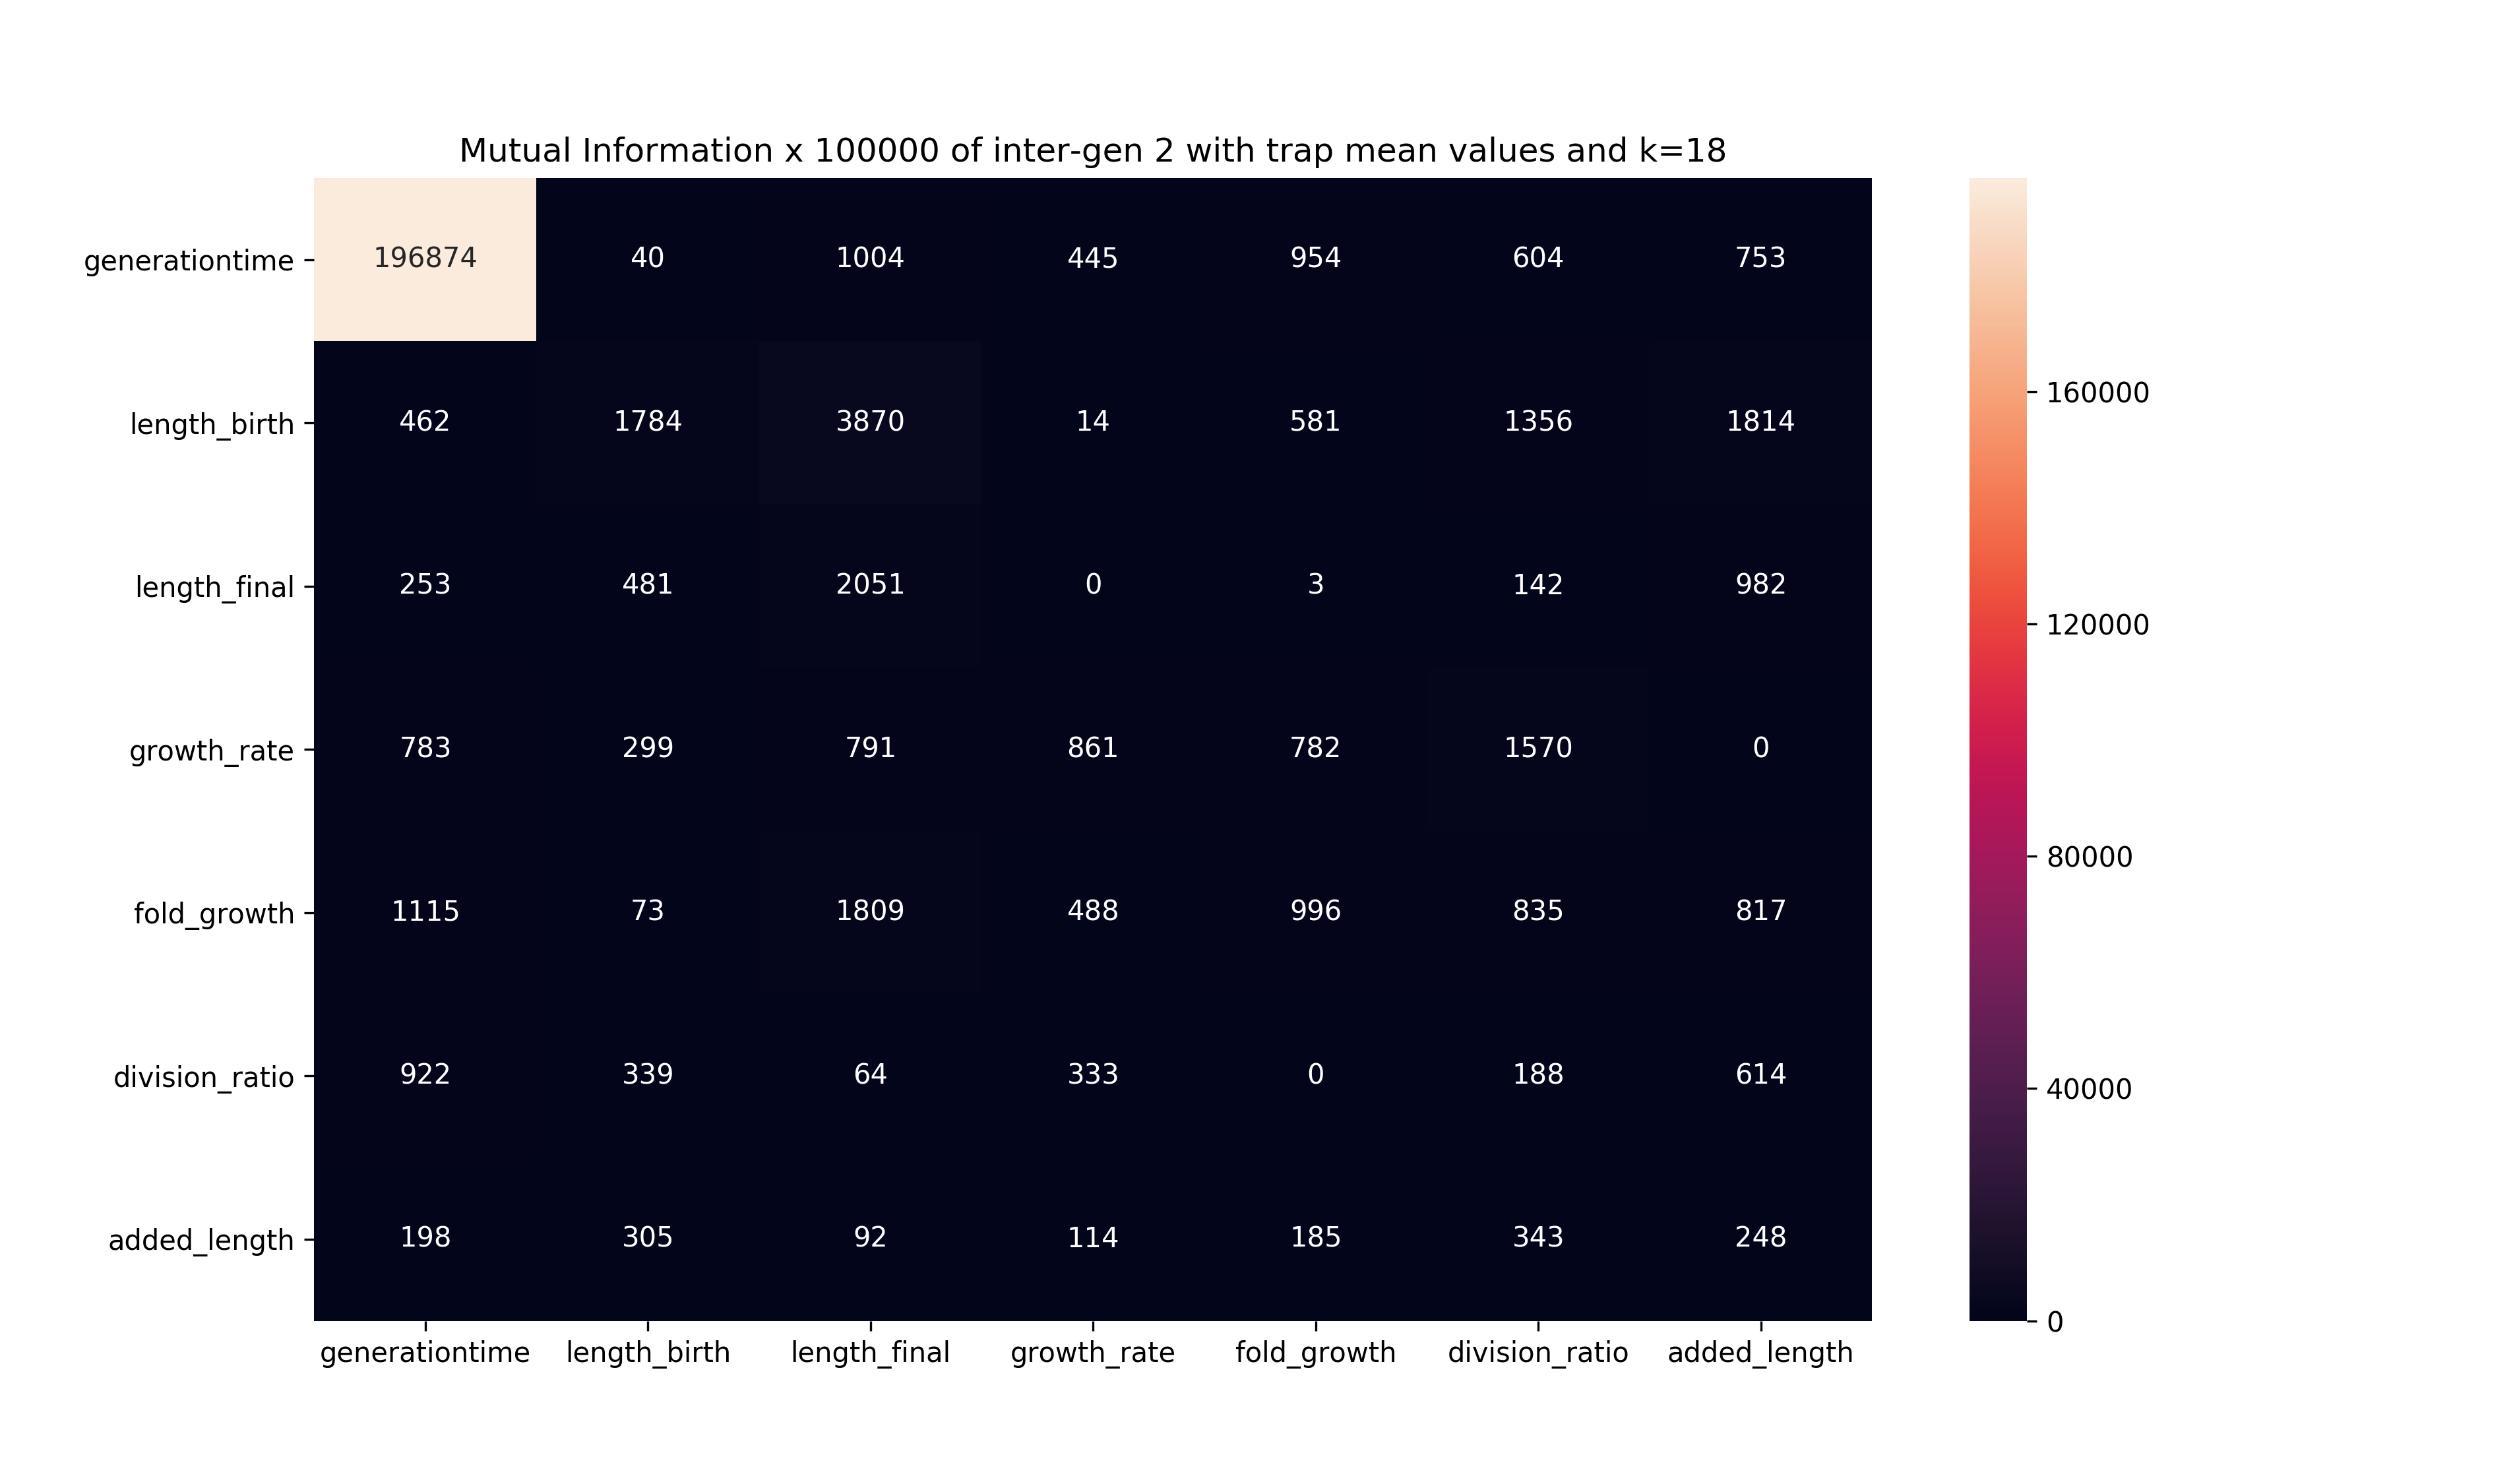 Mutual Information x 100000 of inter-gen 2 with trap mean values and k=18
generationtime 196874 40 1004 445 954 604 753
length_birth 462 1784 3870 14 581 1356 1814
length_final 253 481 2051 0 3 142 982
growth_rate 783 299 791 861 782 1570 0
fold_growth 1115 73 1809 488 996 835 817
division_ratio 922 339 64 333 0 188 614
added_length 198 305 92 114 185 343 248
generationtime length_birth length_final growth_rate fold_growth division_ratio added_length
160000
120000
80000
40000
0